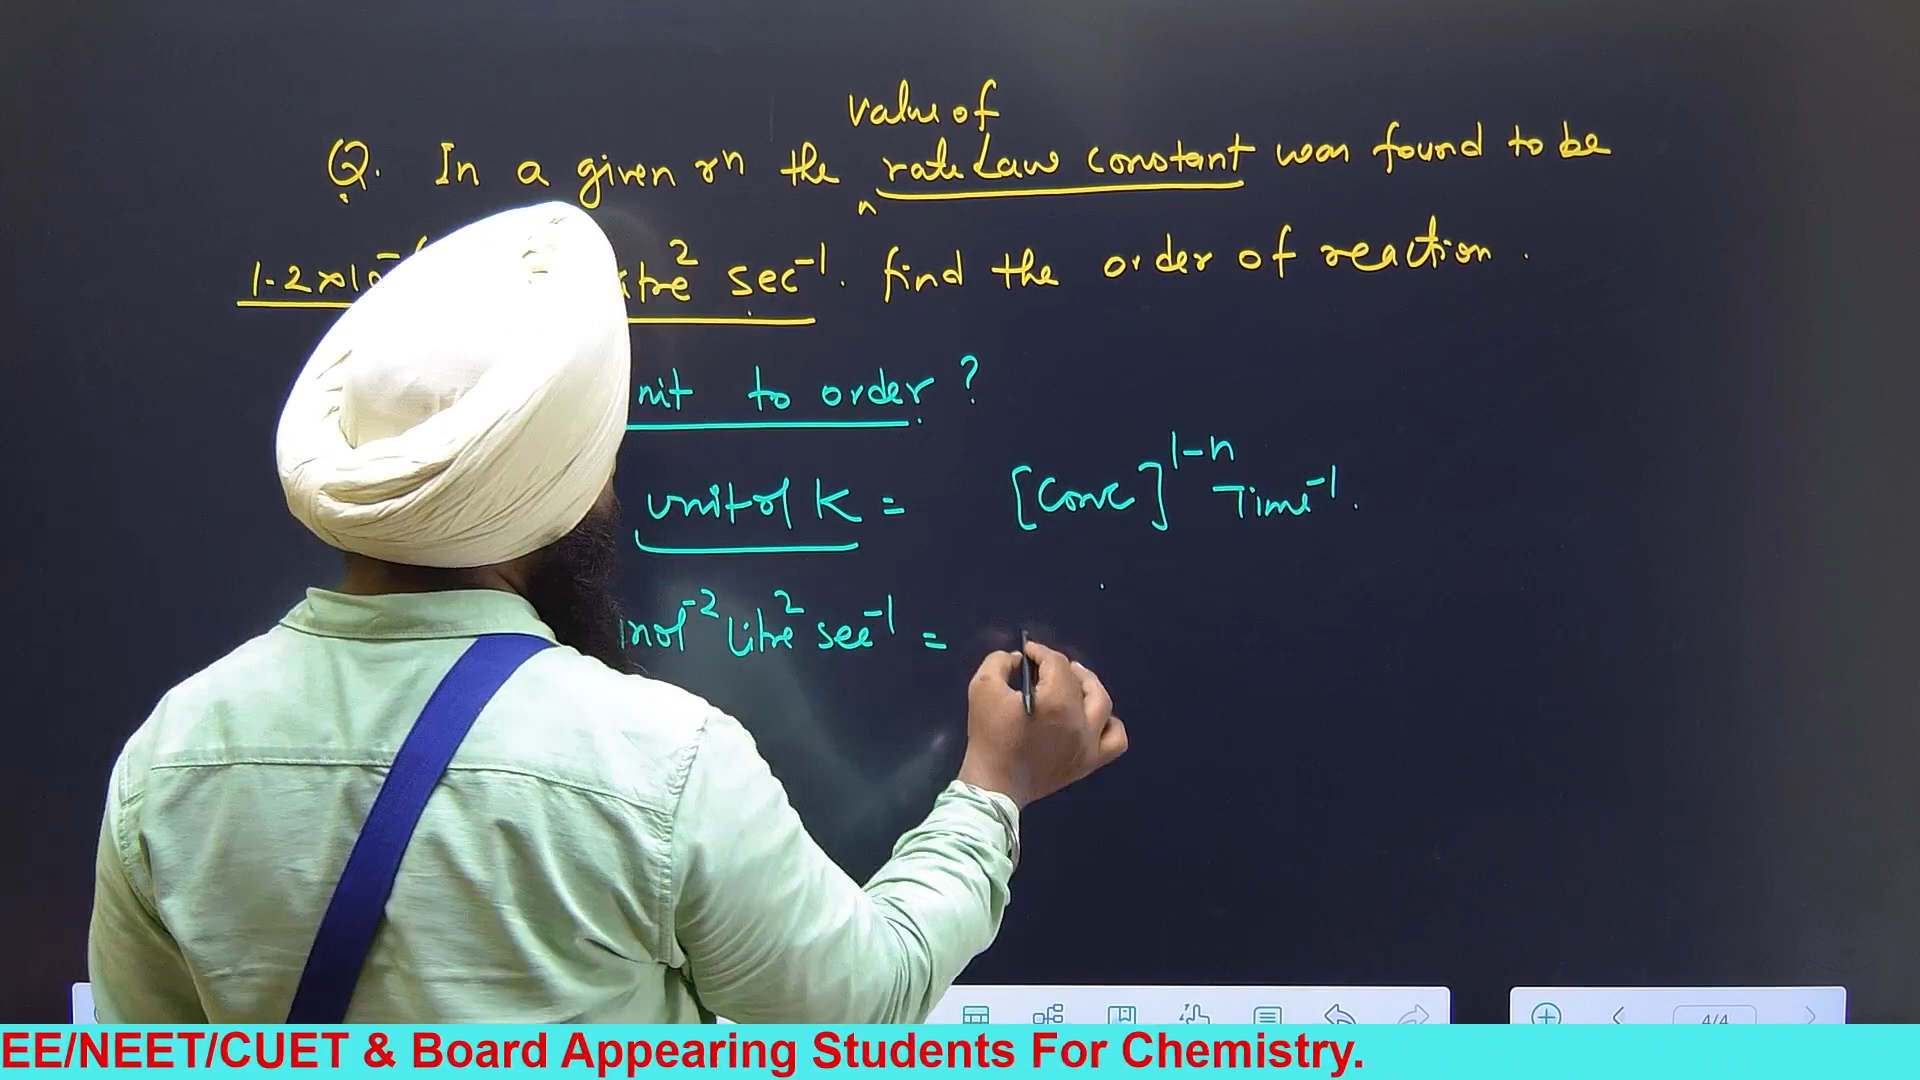 value of
Q. In a given rⁿ the ^ rate Law constant was found to be
1.2×10⁻ litre² sec⁻¹. find the order of reaction.
nit to order?
unit of K = [Conc]¹⁻ⁿ Time⁻¹.
mol⁻² litre² sec⁻¹ =
4/4
EE/NEET/CUET & Board Appearing Students For Chemistry.